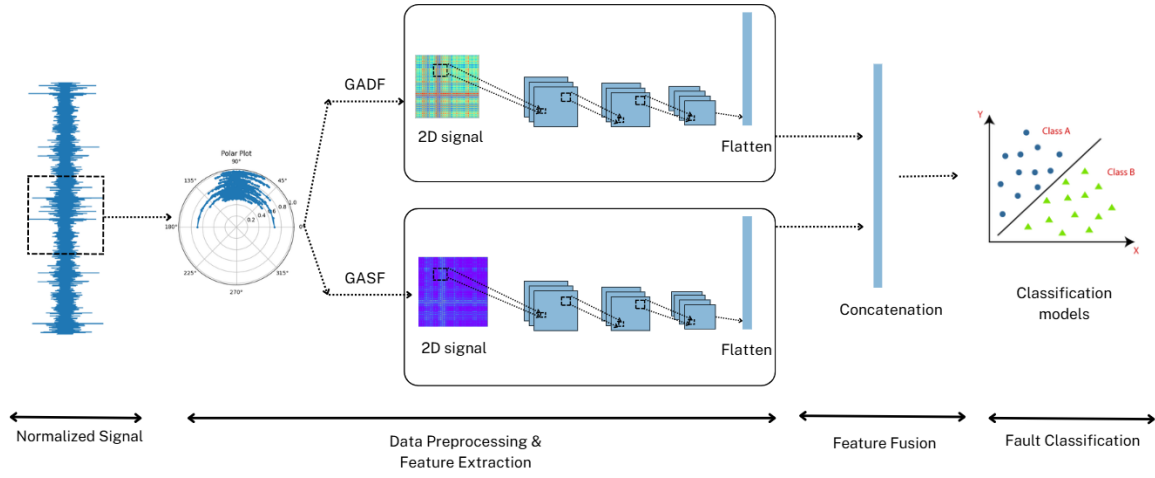 GADF
2D signal
Flatten
Polar Plot
90°
135°
45°
180°
0°
0.2
0.4
0.6
0.8
1.0
225°
315°
270°
GASF
2D signal
Flatten
Concatenation
Y
Class A
Class B
X
Classification
models
Normalized Signal
Data Preprocessing &
Feature Extraction
Feature Fusion
Fault Classification